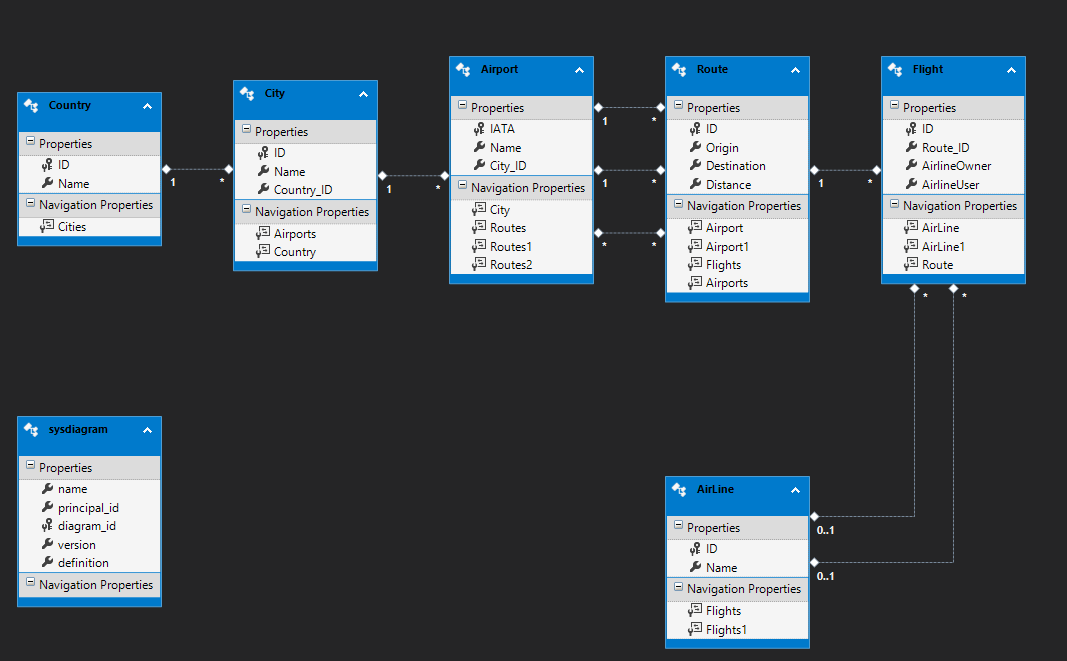 Country
Properties
ID
Name
Navigation Properties
Cities
1
*
City
Properties
ID
Name
Country_ID
Navigation Properties
Airports
Country
1
*
Airport
Properties
IATA
Name
City_ID
Navigation Properties
City
Routes
Routes1
Routes2
1
*
1
*
*
*
Route
Properties
ID
Origin
Destination
Distance
Navigation Properties
Airport
Airport1
Flights
Airports
1
*
Flight
Properties
ID
Route_ID
AirlineOwner
AirlineUser
Navigation Properties
AirLine
AirLine1
Route
*
*
sysdiagram
Properties
name
principal_id
diagram_id
version
definition
Navigation Properties
AirLine
Properties
ID
Name
Navigation Properties
Flights
Flights1
0..1
0..1